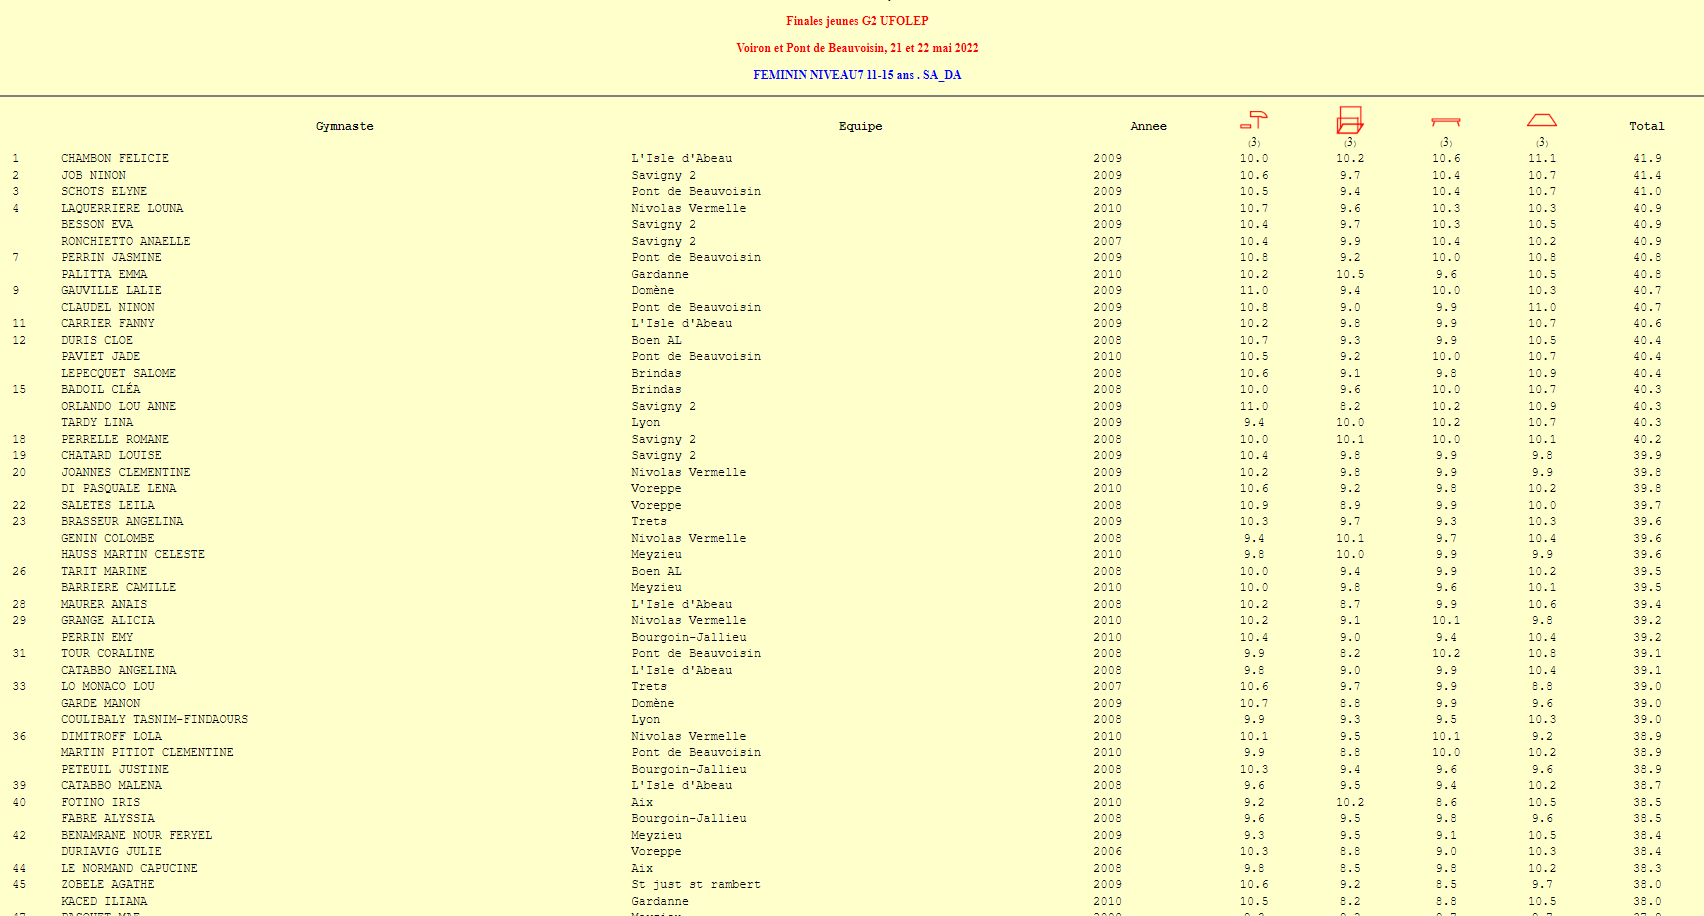 Finales jeunes G2 UFOLEP
Voiron et Pont de Beauvoisin, 21 et 22 mai 2022
FEMININ NIVEAU7 11-15 ans . SA_DA
Gymnaste Equipe Annee Total
(3) (3) (3) (3)
1 CHAMBON FELICIE L'Isle d'Abeau 2009 10.0 10.2 10.6 11.1 41.9
2 JOB NINON Savigny 2 2009 10.6 9.7 10.4 10.7 41.4
3 SCHOTS ELYNE Pont de Beauvoisin 2009 10.5 9.4 10.4 10.7 41.0
4 LAQUERRIERE LOUNA Nivolas Vermelle 2010 10.7 9.6 10.3 10.3 40.9
BESSON EVA Savigny 2 2009 10.4 9.7 10.3 10.5 40.9
RONCHIETTO ANAELLE Savigny 2 2007 10.4 9.9 10.4 10.2 40.9
7 PERRIN JASMINE Pont de Beauvoisin 2009 10.8 9.2 10.0 10.8 40.8
PALITTA EMMA Gardanne 2010 10.2 10.5 9.6 10.5 40.8
9 GAUVILLE LALIE Domène 2009 11.0 9.4 10.0 10.3 40.7
CLAUDEL NINON Pont de Beauvoisin 2009 10.8 9.0 9.9 11.0 40.7
11 CARRIER FANNY L'Isle d'Abeau 2009 10.2 9.8 9.9 10.7 40.6
12 DURIS CLOE Boen AL 2008 10.7 9.3 9.9 10.5 40.4
PAVIET JADE Pont de Beauvoisin 2010 10.5 9.2 10.0 10.7 40.4
LEPECQUET SALOME Brindas 2008 10.6 9.1 9.8 10.9 40.4
15 BADOIL CLÉA Brindas 2008 10.0 9.6 10.0 10.7 40.3
ORLANDO LOU ANNE Savigny 2 2009 11.0 8.2 10.2 10.9 40.3
TARDY LINA Lyon 2009 9.4 10.0 10.2 10.7 40.3
18 PERRELLE ROMANE Savigny 2 2008 10.0 10.1 10.0 10.1 40.2
19 CHATARD LOUISE Savigny 2 2009 10.4 9.8 9.9 9.8 39.9
20 JOANNES CLEMENTINE Nivolas Vermelle 2009 10.2 9.8 9.9 9.9 39.8
DI PASQUALE LENA Voreppe 2010 10.6 9.2 9.8 10.2 39.8
22 SALETES LEILA Voreppe 2008 10.9 8.9 9.9 10.0 39.7
23 BRASSEUR ANGELINA Trets 2009 10.3 9.7 9.3 10.3 39.6
GENIN COLOMBE Nivolas Vermelle 2008 9.4 10.1 9.7 10.4 39.6
HAUSS MARTIN CELESTE Meyzieu 2010 9.8 10.0 9.9 9.9 39.6
26 TARIT MARINE Boen AL 2008 10.0 9.4 9.9 10.2 39.5
BARRIERE CAMILLE Meyzieu 2010 10.0 9.8 9.6 10.1 39.5
28 MAURER ANAIS L'Isle d'Abeau 2008 10.2 8.7 9.9 10.6 39.4
29 GRANGE ALICIA Nivolas Vermelle 2010 10.2 9.1 10.1 9.8 39.2
PERRIN EMY Bourgoin-Jallieu 2010 10.4 9.0 9.4 10.4 39.2
31 TOUR CORALINE Pont de Beauvoisin 2008 9.9 8.2 10.2 10.8 39.1
CATABBO ANGELINA L'Isle d'Abeau 2008 9.8 9.0 9.9 10.4 39.1
33 LO MONACO LOU Trets 2007 10.6 9.7 9.9 8.8 39.0
GARDE MANON Domène 2009 10.7 8.8 9.9 9.6 39.0
COULIBALY TASNIM-FINDAOURS Lyon 2008 9.9 9.3 9.5 10.3 39.0
36 DIMITROFF LOLA Nivolas Vermelle 2010 10.1 9.5 10.1 9.2 38.9
MARTIN PITIOT CLEMENTINE Pont de Beauvoisin 2010 9.9 8.8 10.0 10.2 38.9
PETEUIL JUSTINE Bourgoin-Jallieu 2008 10.3 9.4 9.6 9.6 38.9
39 CATABBO MALENA L'Isle d'Abeau 2008 9.6 9.5 9.4 10.2 38.7
40 FOTINO IRIS Aix 2010 9.2 10.2 8.6 10.5 38.5
FABRE ALYSSIA Bourgoin-Jallieu 2008 9.6 9.5 9.8 9.6 38.5
42 BENAMRANE NOUR FERYEL Meyzieu 2009 9.3 9.5 9.1 10.5 38.4
DURIAVIG JULIE Voreppe 2006 10.3 8.8 9.0 10.3 38.4
44 LE NORMAND CAPUCINE Aix 2008 9.8 8.5 9.8 10.2 38.3
45 ZOBELE AGATHE St just st rambert 2009 10.6 9.2 8.5 9.7 38.0
KACED ILIANA Gardanne 2010 10.5 8.2 8.8 10.5 38.0